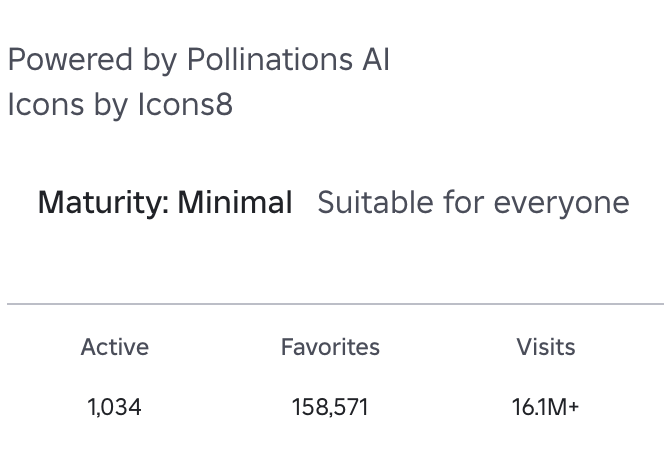 Powered by Pollinations AI
Icons by Icons8
Maturity: Minimal Suitable for everyone
Active Favorites Visits
1,034 158,571 16.1M+